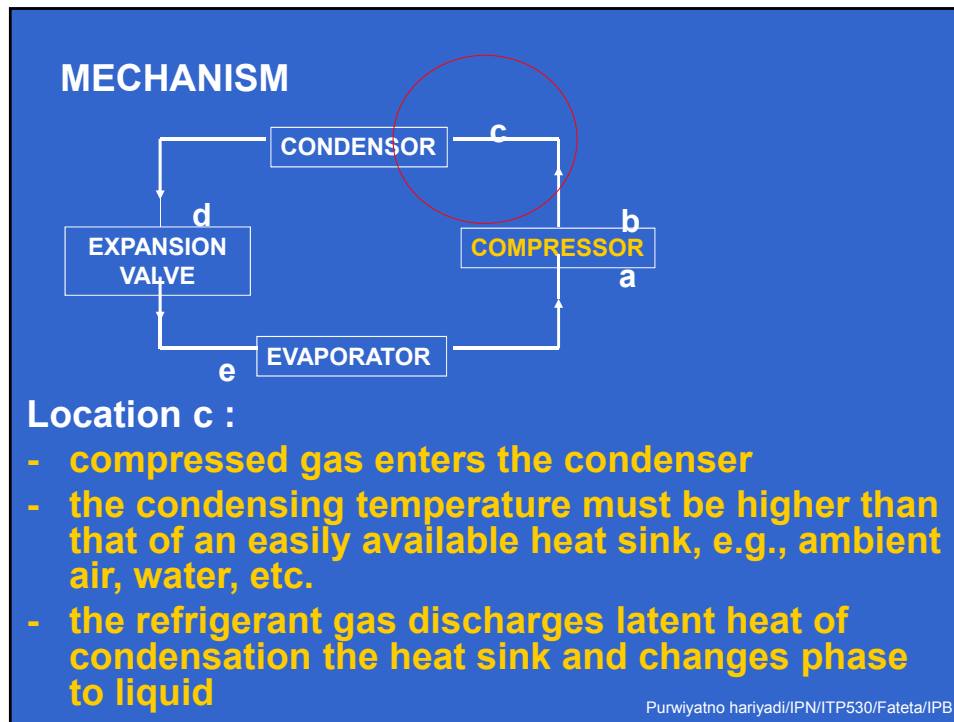 MECHANISM
CONDENSOR
c
d
b
EXPANSION
VALVE
COMPRESSOR
a
EVAPORATOR
e
Location c :
- compressed gas enters the condenser
- the condensing temperature must be higher than
that of an easily available heat sink, e.g., ambient
air, water, etc.
- the refrigerant gas discharges latent heat of
condensation the heat sink and changes phase
to liquid
Purwiyatno hariyadi/IPN/ITP530/Fateta/IPB